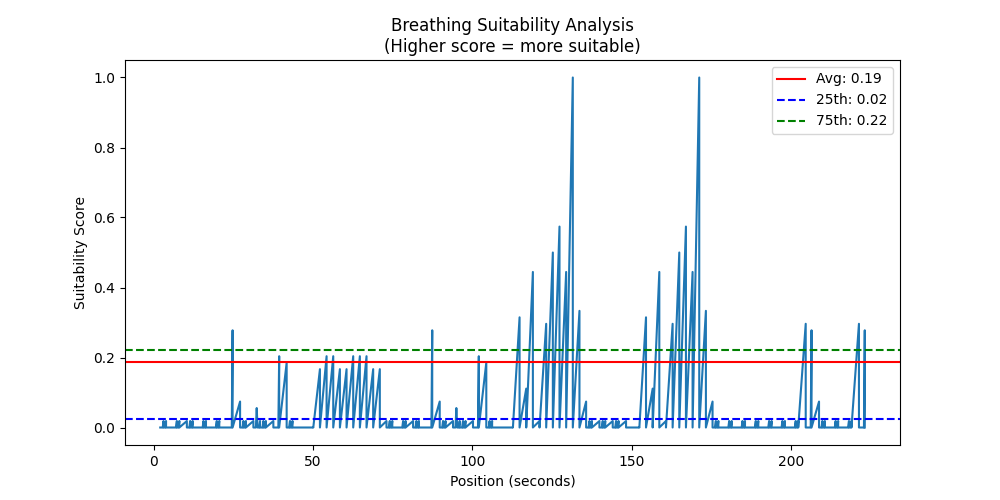 Breathing Suitability Analysis
(Higher score = more suitable)
Suitability Score
1.0
0.8
0.6
0.4
0.2
0.0
Avg: 0.19
25th: 0.02
75th: 0.22
0 50 100 150 200
Position (seconds)